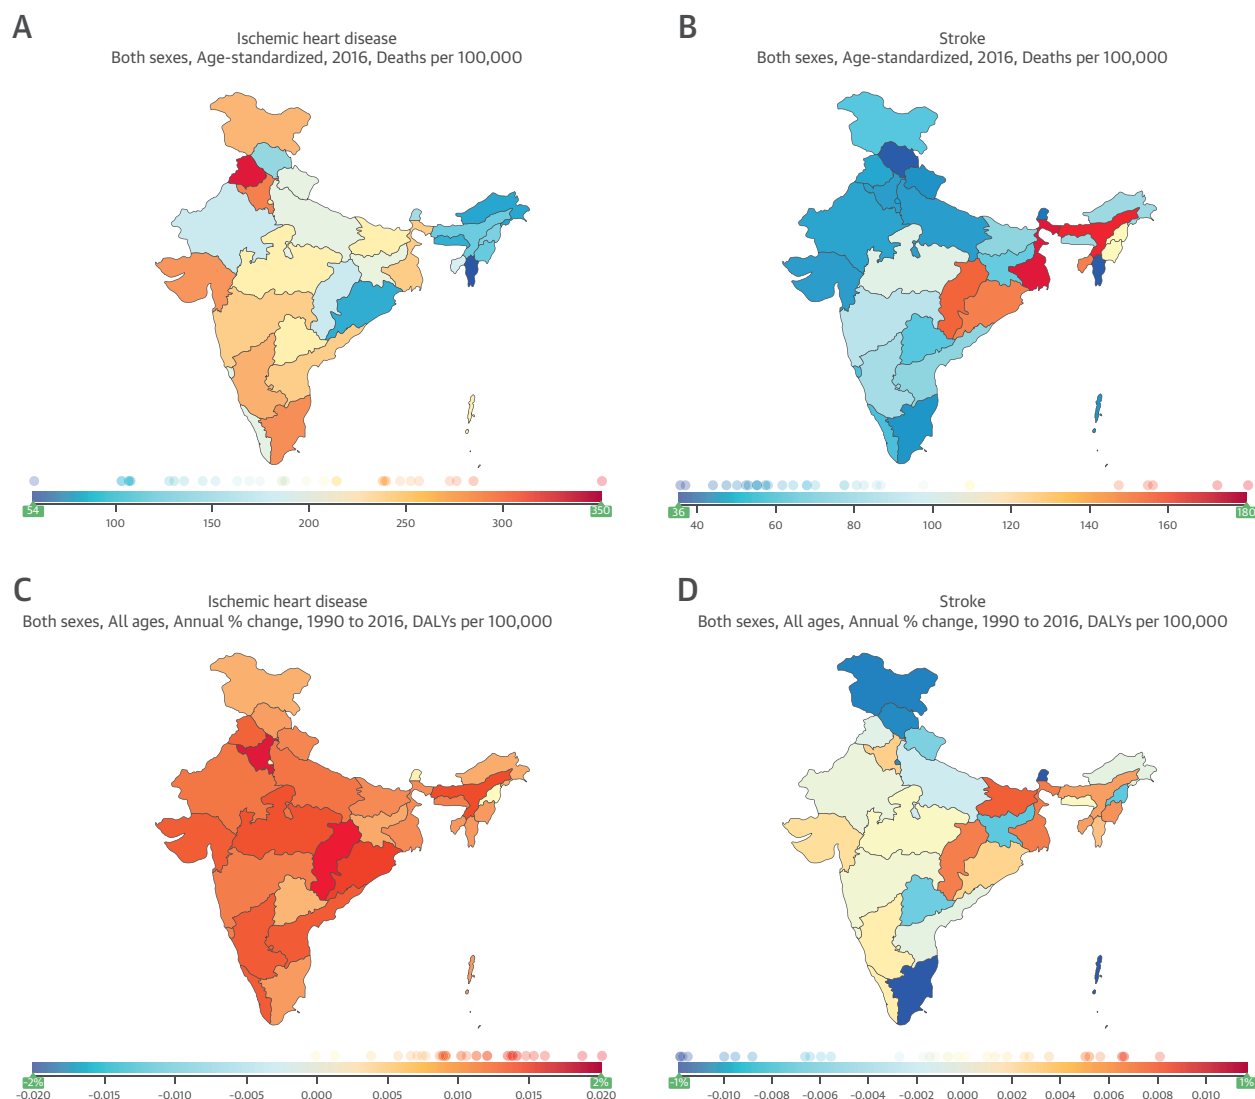 A
Ischemic heart disease
Both sexes, Age-standardized, 2016, Deaths per 100,000
54 100 150 200 250 300 350
B
Stroke
Both sexes, Age-standardized, 2016, Deaths per 100,000
36 40 60 80 100 120 140 160 180
C
Ischemic heart disease
Both sexes, All ages, Annual % change, 1990 to 2016, DALYs per 100,000
-2% 2%
-0.020 -0.015 -0.010 -0.005 0.000 0.005 0.010 0.015 0.020
D
Stroke
Both sexes, All ages, Annual % change, 1990 to 2016, DALYs per 100,000
-1% 1%
-0.010 -0.008 -0.006 -0.004 -0.002 0.000 0.002 0.004 0.006 0.008 0.010